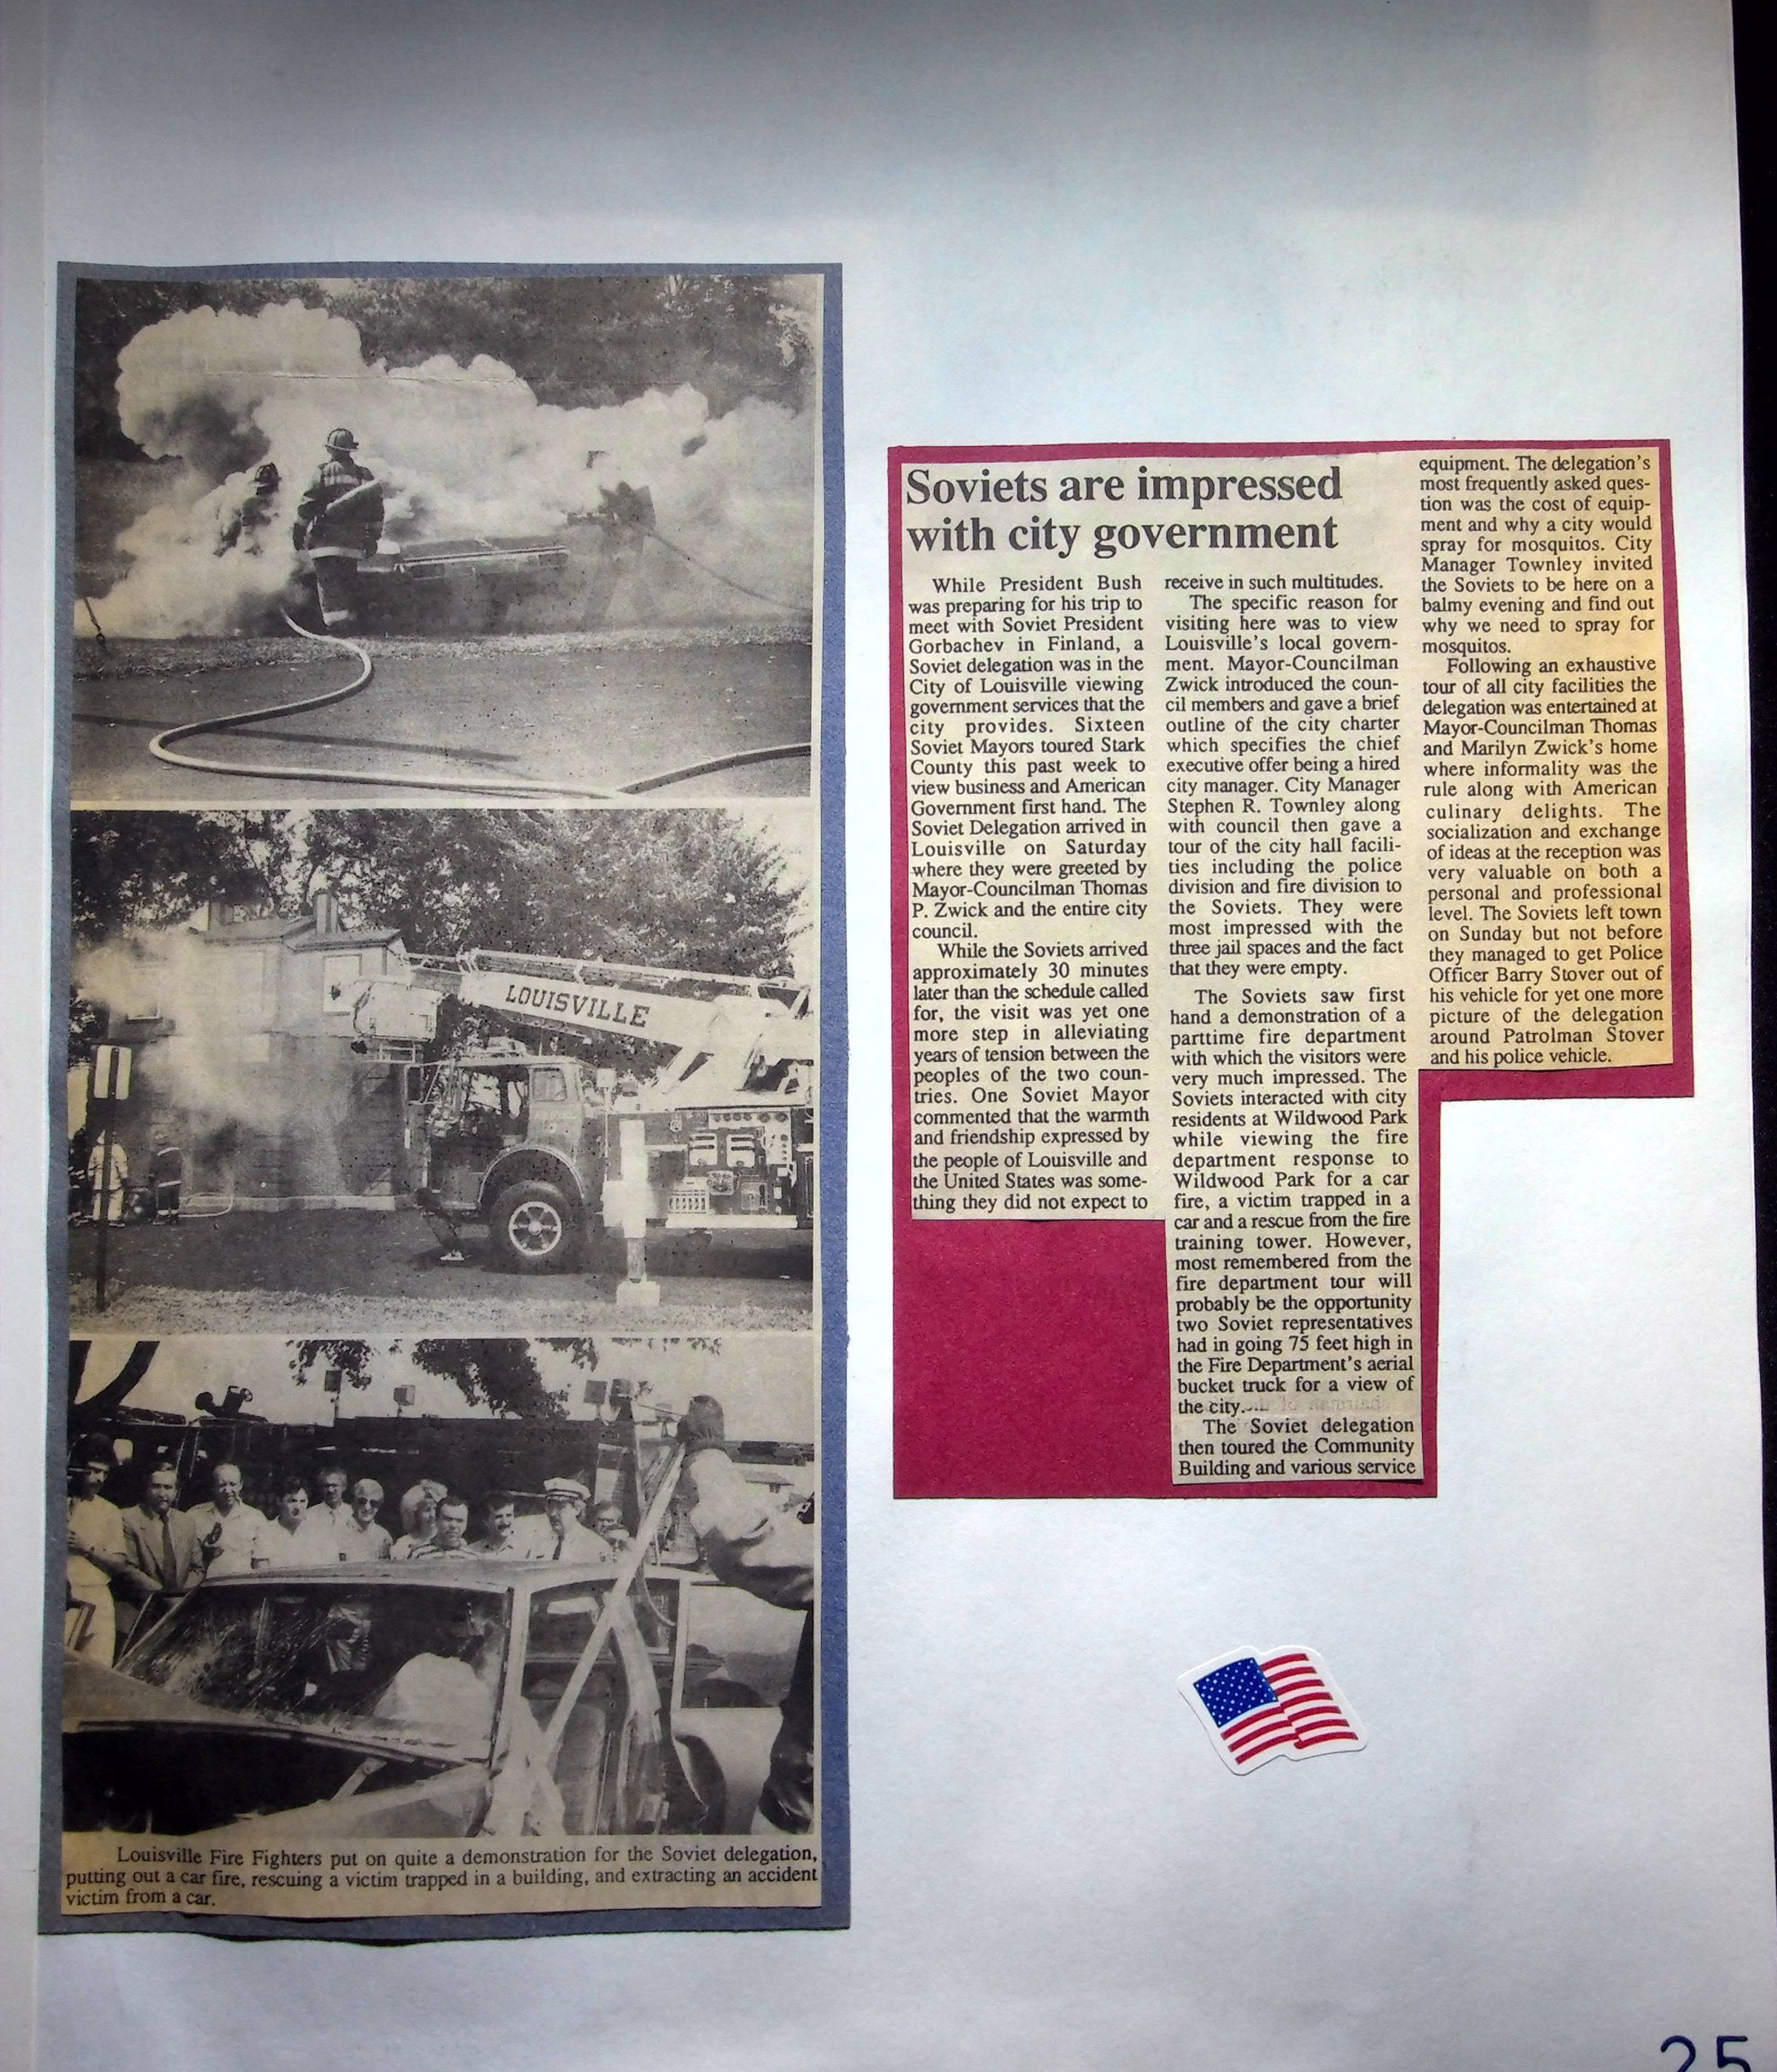 LOUISVILLE
Louisville Fire Fighters put on quite a demonstration for the Soviet delegation,
putting out a car fire, rescuing a victim trapped in a building, and extracting an accident
victim from a car.
Soviets are impressed
with city government
While President Bush
was preparing for his trip to
meet with Soviet President
Gorbachev in Finland, a
Soviet delegation was in the
City of Louisville viewing
government services that the
city provides. Sixteen
Soviet Mayors toured Stark
County this past week to
view business and American
Government first hand. The
Soviet Delegation arrived in
Louisville on Saturday
where they were greeted by
Mayor-Councilman Thomas
P. Zwick and the entire city
council.
While the Soviets arrived
approximately 30 minutes
later than the schedule called
for, the visit was yet one
more step in alleviating
years of tension between the
peoples of the two coun-
tries. One Soviet Mayor
commented that the warmth
and friendship expressed by
the people of Louisville and
the United States was some-
thing they did not expect to
receive in such multitudes.
The specific reason for
visiting here was to view
Louisville's local govern-
ment. Mayor-Councilman
Zwick introduced the coun-
cil members and gave a brief
outline of the city charter
which specifies the chief
executive offer being a hired
city manager. City Manager
Stephen R. Townley along
with council then gave a
tour of the city hall facili-
ties including the police
division and fire division to
the Soviets. They were
most impressed with the
three jail spaces and the fact
that they were empty.
The Soviets saw first
hand a demonstration of a
parttime fire department
with which the visitors were
very much impressed. The
Soviets interacted with city
residents at Wildwood Park
while viewing the fire
department response to
Wildwood Park for a car
fire, a victim trapped in a
car and a rescue from the fire
training tower. However,
most remembered from the
fire department tour will
probably be the opportunity
two Soviet representatives
had in going 75 feet high in
the Fire Department's aerial
bucket truck for a view of
the city.
The Soviet delegation
then toured the Community
Building and various service
equipment. The delegation's
most frequently asked ques-
tion was the cost of equip-
ment and why a city would
spray for mosquitos. City
Manager Townley invited
the Soviets to be here on a
balmy evening and find out
why we need to spray for
mosquitos.
Following an exhaustive
tour of all city facilities the
delegation was entertained at
Mayor-Councilman Thomas
and Marilyn Zwick's home
where informality was the
rule along with American
culinary delights. The
socialization and exchange
of ideas at the reception was
very valuable on both a
personal and professional
level. The Soviets left town
on Sunday but not before
they managed to get Police
Officer Barry Stover out of
his vehicle for yet one more
picture of the delegation
around Patrolman Stover
and his police vehicle.
25